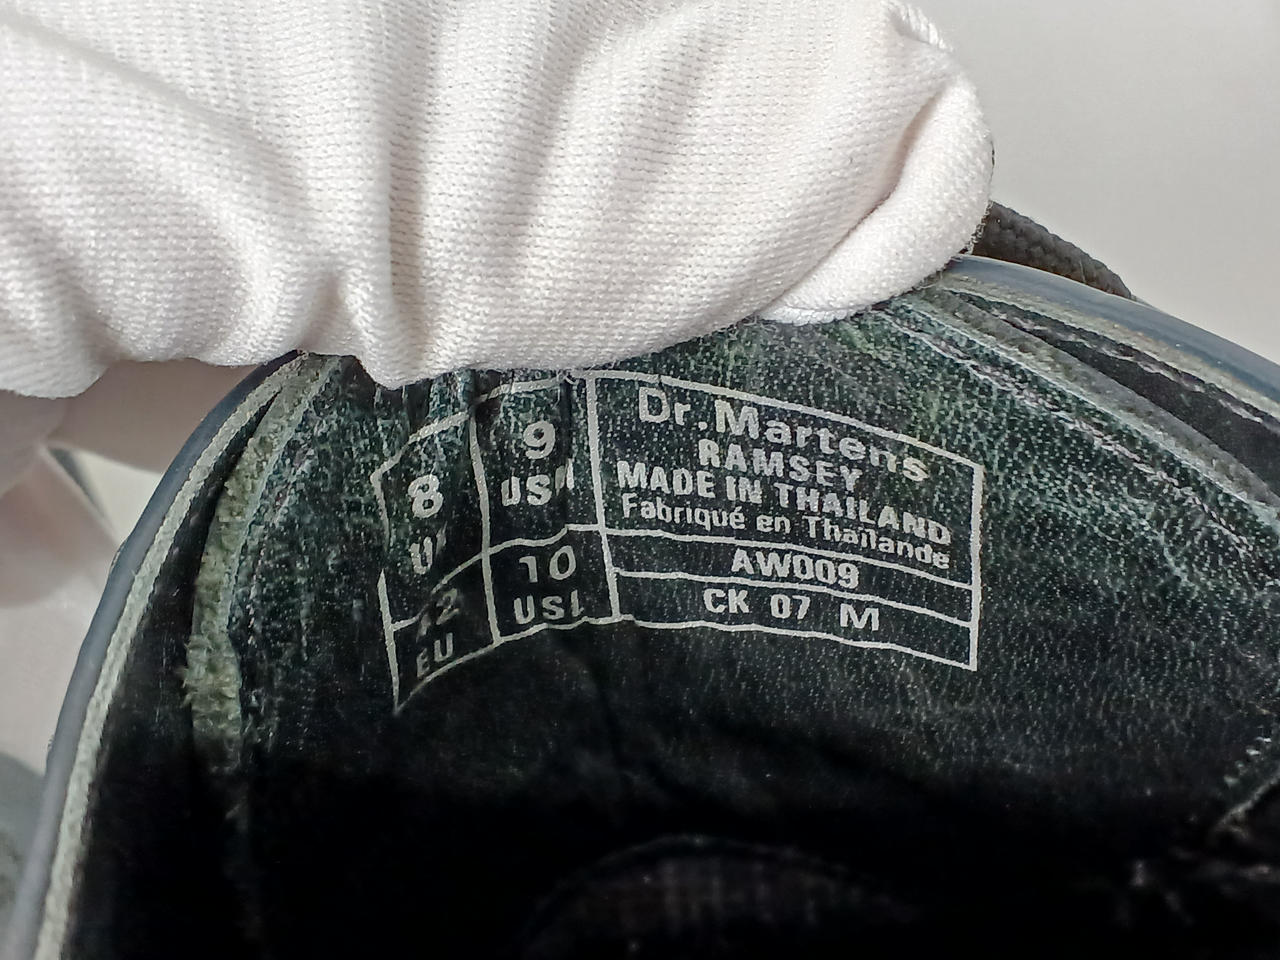 8
9
USM
10
USL
EU
Dr. Martens
RAMSEY
MADE IN THAILAND
Fabriqué en Thaïlande
AW009
CK 07 M